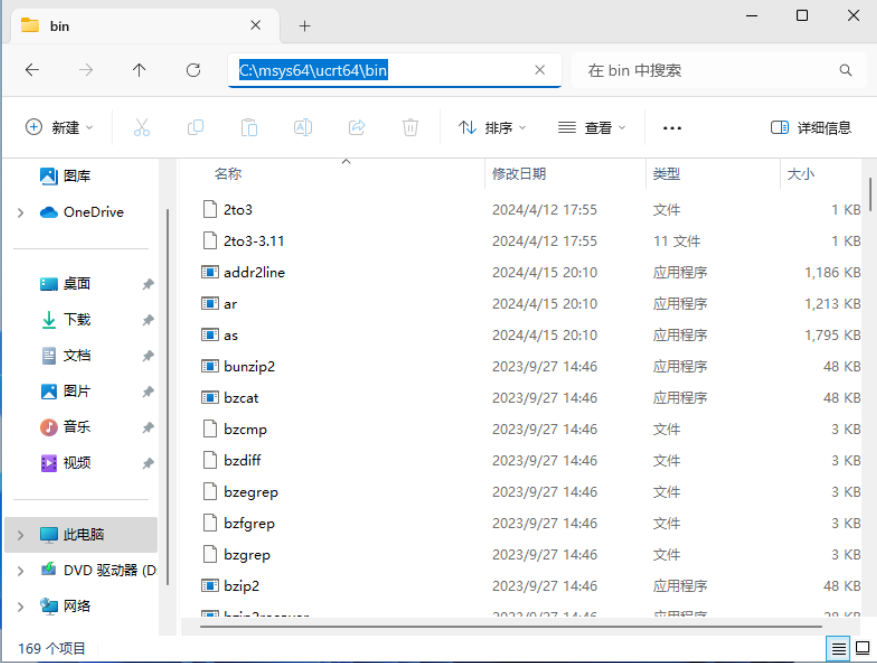 bin
C:\msys64\ucrt64\bin
在 bin 中搜索
新建
排序
查看
详细信息
图库
OneDrive
桌面
下载
文档
图片
音乐
视频
此电脑
DVD 驱动器 (D:
网络
名称 修改日期 类型 大小
2to3 2024/4/12 17:55 文件 1 KB
2to3-3.11 2024/4/12 17:55 11 文件 1 KB
addr2line 2024/4/15 20:10 应用程序 1,186 KB
ar 2024/4/15 20:10 应用程序 1,213 KB
as 2024/4/15 20:10 应用程序 1,795 KB
bunzip2 2023/9/27 14:46 应用程序 48 KB
bzcat 2023/9/27 14:46 应用程序 48 KB
bzcmp 2023/9/27 14:46 文件 3 KB
bzdiff 2023/9/27 14:46 文件 3 KB
bzegrep 2023/9/27 14:46 文件 3 KB
bzfgrep 2023/9/27 14:46 文件 3 KB
bzgrep 2023/9/27 14:46 文件 3 KB
bzip2 2023/9/27 14:46 应用程序 48 KB
169 个项目